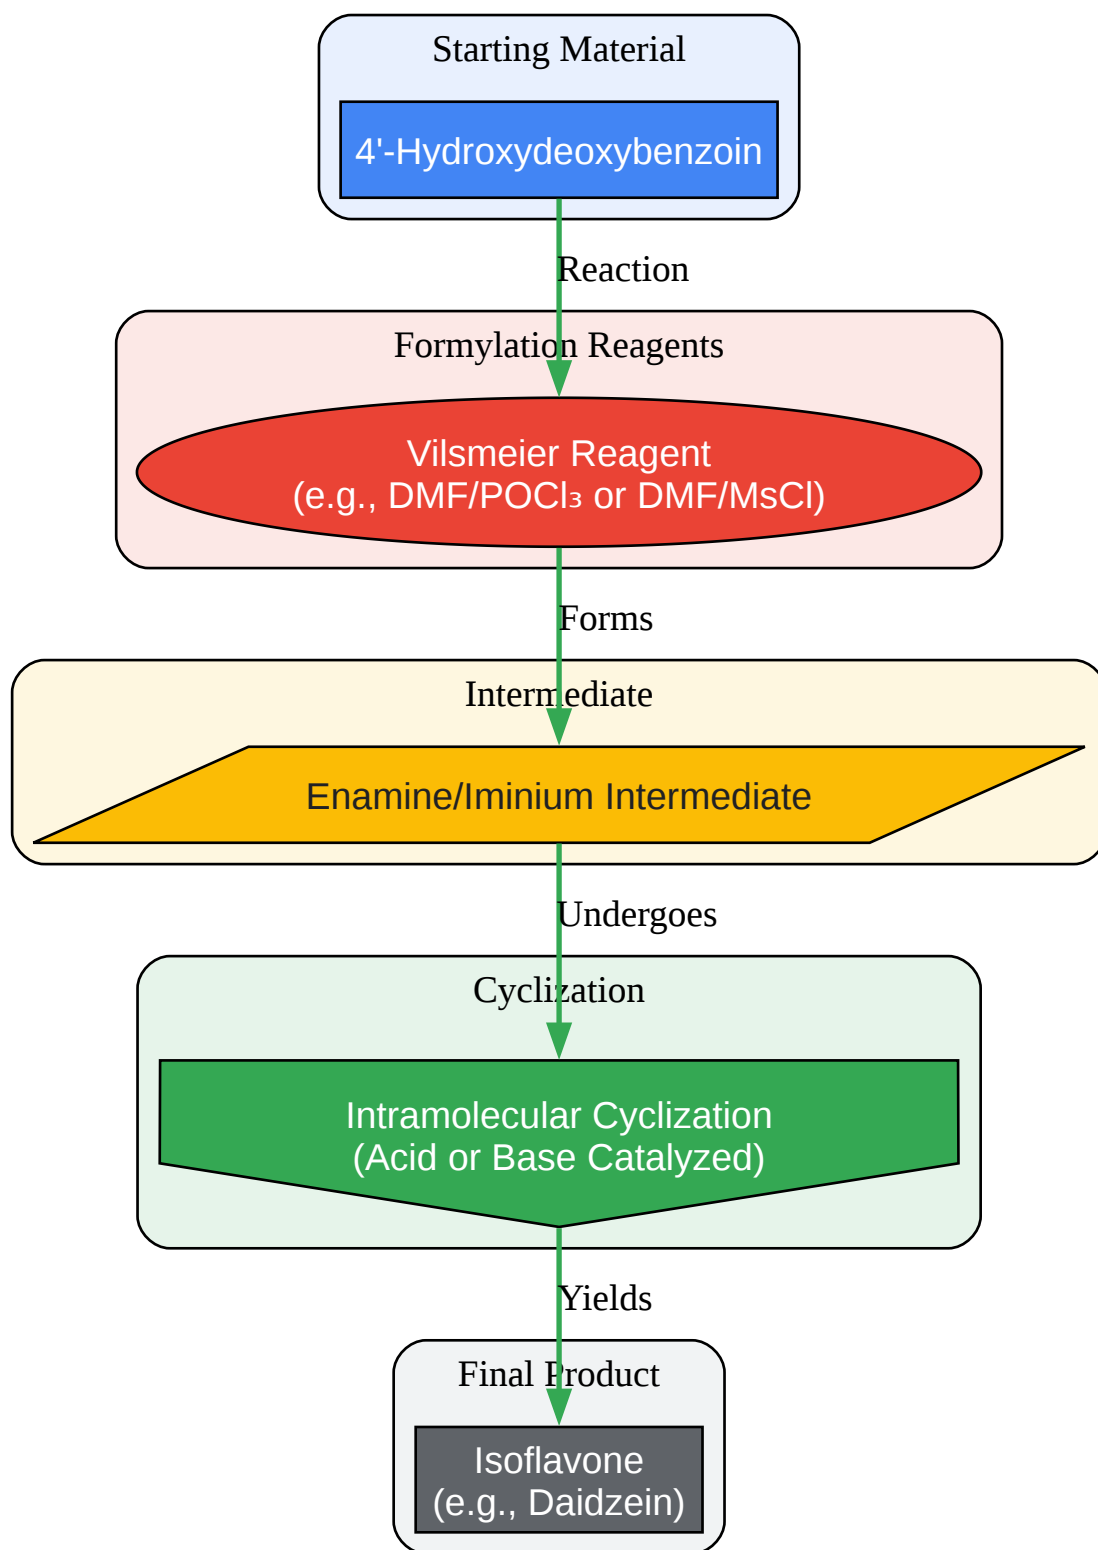 Starting Material
4'-Hydroxydeoxybenzoin
Reaction
Formylation Reagents
Vilsmeier Reagent
(e.g., DMF/POCl₃ or DMF/MsCl)
Forms
Intermediate
Enamine/Iminium Intermediate
Undergoes
Cyclization
Intramolecular Cyclization
(Acid or Base Catalyzed)
Yields
Final Product
Isoflavone
(e.g., Daidzein)